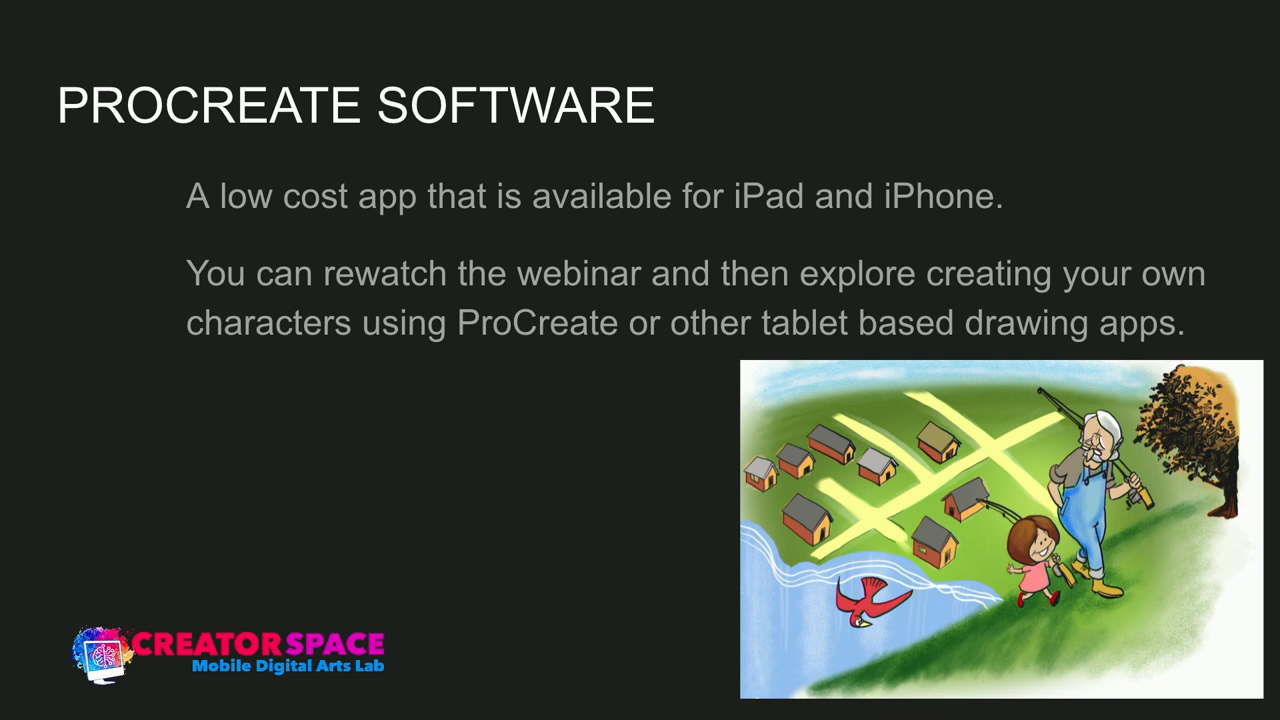 PROCREATE SOFTWARE
A low cost app that is available for iPad and iPhone.
You can rewatch the webinar and then explore creating your own
characters using ProCreate or other tablet based drawing apps.
CREATORSPACE
Mobile Digital Arts Lab